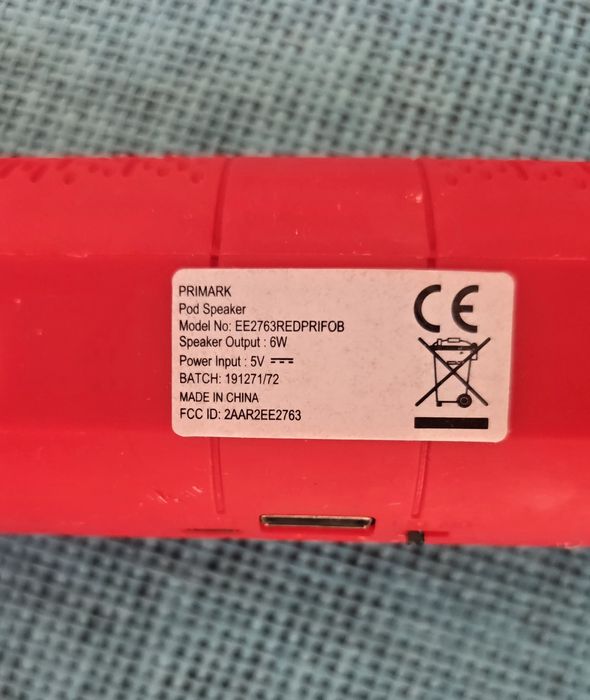 PRIMARK
Pod Speaker
Model No: EE2763REDPRIFOB
Speaker Output : 6W
Power Input : 5V ⎓
BATCH: 191271/72
MADE IN CHINA
FCC ID: 2AAR2EE2763
CE